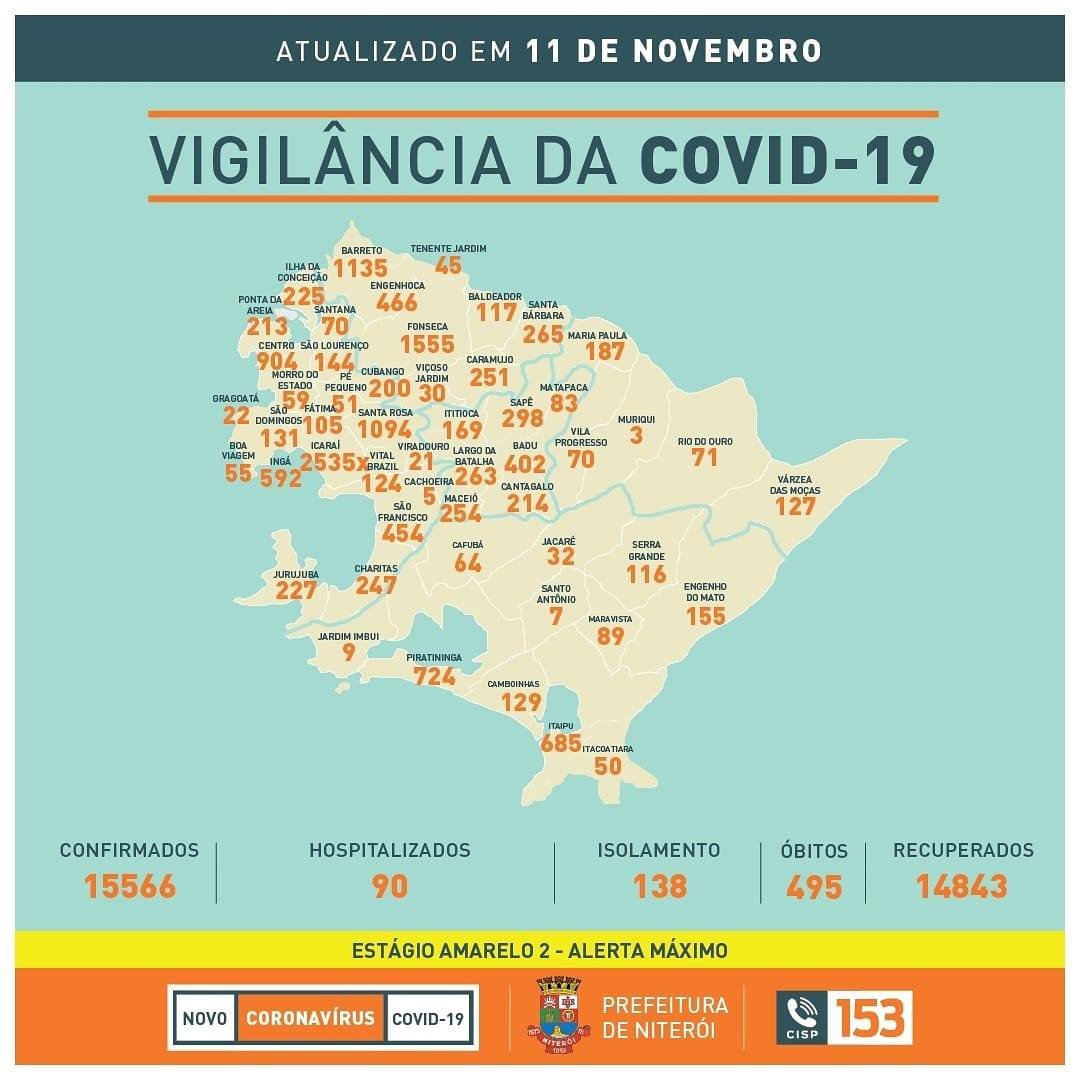 ATUALIZADO EM 11 DE NOVEMBRO
VIGILÂNCIA DA COVID-19
BARRETO
1135
TENENTE JARDIM
45
ILHA DA
CONCEIÇÃO
225
ENGENHOCA
466
PONTA DA
AREIA
213
SANTANA
70
BALDEADOR
117
SANTA
BÁRBARA
265
FONSECA
1555
MARIA PAULA
187
CENTRO
904
SÃO LOURENÇO
144
CARAMUJO
251
MORRO DO
ESTADO
59
PÉ
PEQUENO
51
CUBANGO
200
VIÇOSO
JARDIM
30
MATAPACA
83
GRAGOATÁ
22
SÃO
DOMINGOS
131
FÁTIMA
105
SANTA ROSA
1094
ITITIOCA
169
SAPÊ
298
MURIQUI
3
VILA
PROGRESSO
70
RIO DO OURO
71
BOA
VIAGEM
55
INGÁ
592
ICARAÍ
2535x
VITAL
BRAZIL
124
VIRADOURO
21
LARGO DA
BATALHA
263
BADU
402
CACHOEIRA
5
MACEIÓ
254
CANTAGALO
214
VÁRZEA
DAS MOÇAS
127
SÃO
FRANCISCO
454
CAFUBÁ
64
JACARÉ
32
SERRA
GRANDE
116
JURUJUBA
227
CHARITAS
247
SANTO
ANTÔNIO
7
ENGENHO
DO MATO
155
MARAVISTA
89
JARDIM IMBUI
9
PIRATININGA
724
CAMBOINHAS
129
ITAIPU
685
ITACOATIARA
50
CONFIRMADOS
15566
HOSPITALIZADOS
90
ISOLAMENTO
138
ÓBITOS
495
RECUPERADOS
14843
ESTÁGIO AMARELO 2 - ALERTA MÁXIMO
NOVO CORONAVÍRUS COVID-19
NITERÓI
PREFEITURA
DE NITERÓI
CISP
153